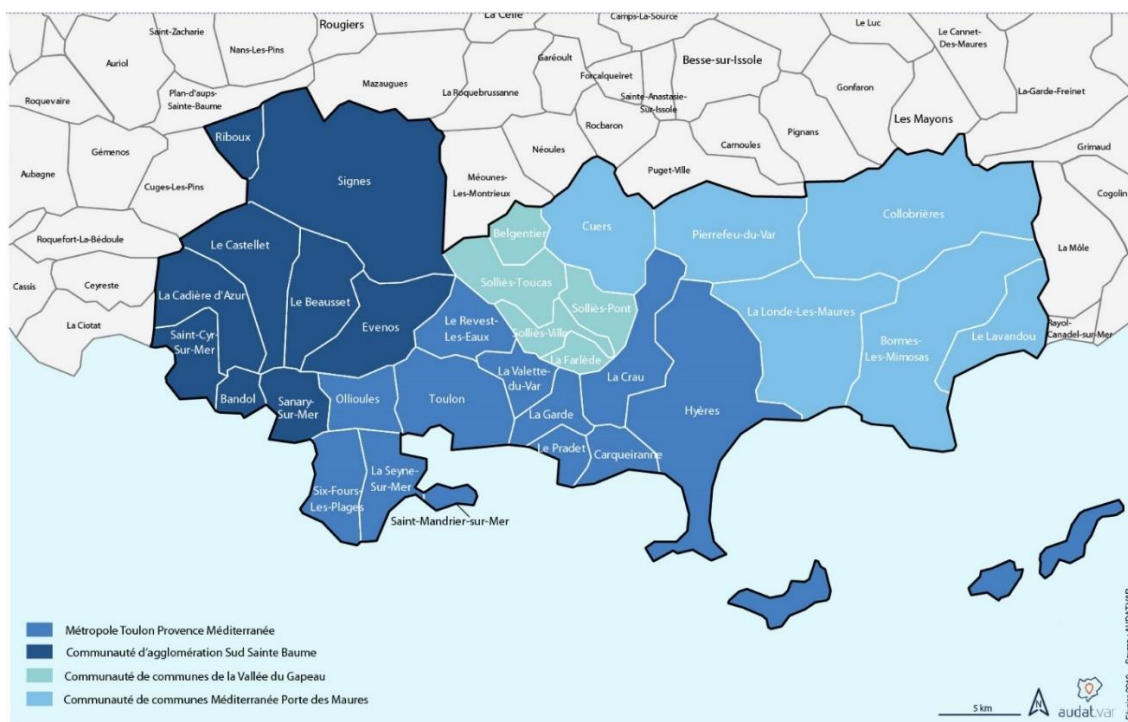 La Celle
Camps-La-Source
Rougiers
Saint-Zacharie
Nans-Les-Pins
Auriol
Le Luc
Le Cannet-
Des-Maures
Garéoult
Besse-sur-Issole
Forcalqueiret
Mazaugues
La Roquebrussanne
Gonfaron
La-Garde-Freinet
Roquevaire
Plan-d'aups-
Sainte-Baume
Sainte-Anastasie-
Sur-Issole
Les Mayons
Rocbaron
Pignans
Riboux
Carnoules
Gémenos
Néoules
Grimaud
Aubagne
Signes
Méounes-
Les-Montrieux
Puget-Ville
Cuges-Les-Pins
Cogolin
Collobrières
Roquefort-La-Bédoule
Le Castellet
Belgentier
Cuers
Pierrefeu-du-Var
La Môle
Cassis
Ceyreste
La Cadière d'Azur
Le Beausset
Solliès-Toucas
Solliès-Pont
La Ciotat
Evenos
Le Revest-
Les-Eaux
La Londe-Les-Maures
Rayol-
Canadel-sur-Mer
Saint-Cyr-
Sur-Mer
Solliès-Ville
Bormes-
Les-Mimosas
Le Lavandou
La Farlède
Bandol
Sanary-
Sur-Mer
Ollioules
Toulon
La Valette-
du-Var
La Crau
La Garde
Hyères
Le Pradet
Carqueiranne
Six-Fours-
Les-Plages
La Seyne-
Sur-Mer
Saint-Mandrier-sur-Mer
Métropole Toulon Provence Méditerranée
Communauté d'agglomération Sud Sainte Baume
Communauté de communes de la Vallée du Gapeau
Communauté de communes Méditerranée Porte des Maures
5 km
N
audat.var